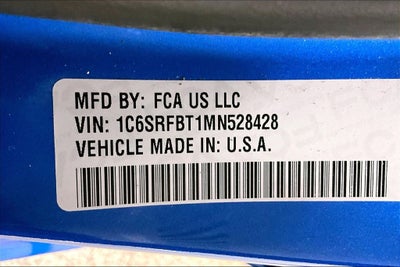 MFD BY: FCA US LLC
VIN: 1C6SRFBT1MN528428
VEHICLE MADE IN: U.S.A.